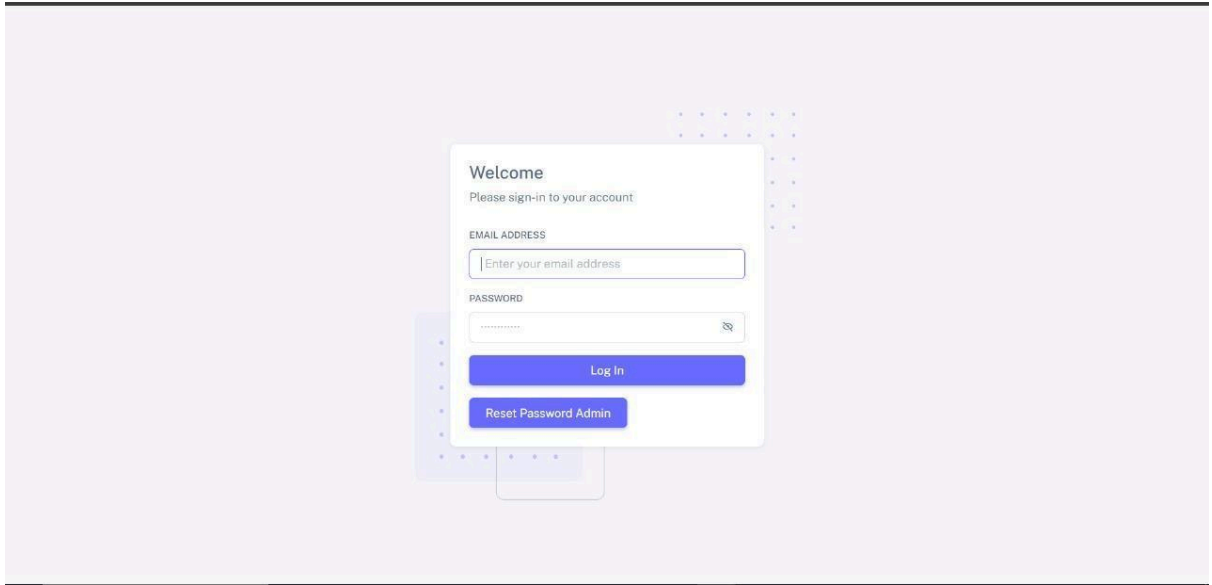 Welcome
Please sign-in to your account
EMAIL ADDRESS
Enter your email address
PASSWORD
············
Log In
Reset Password Admin